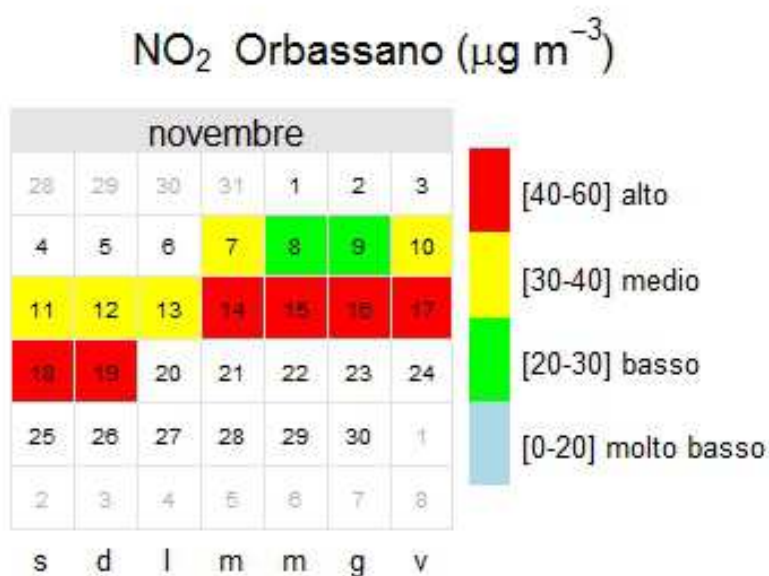 NO₂ Orbassano (μg m⁻³)
novembre
28 29 30 31 1 2 3
4 5 6 7 8 9 10
11 12 13 14 15 16 17
18 19 20 21 22 23 24
25 26 27 28 29 30 1
2 3 4 5 6 7 8
s d l m m g v
[40-60] alto
[30-40] medio
[20-30] basso
[0-20] molto basso